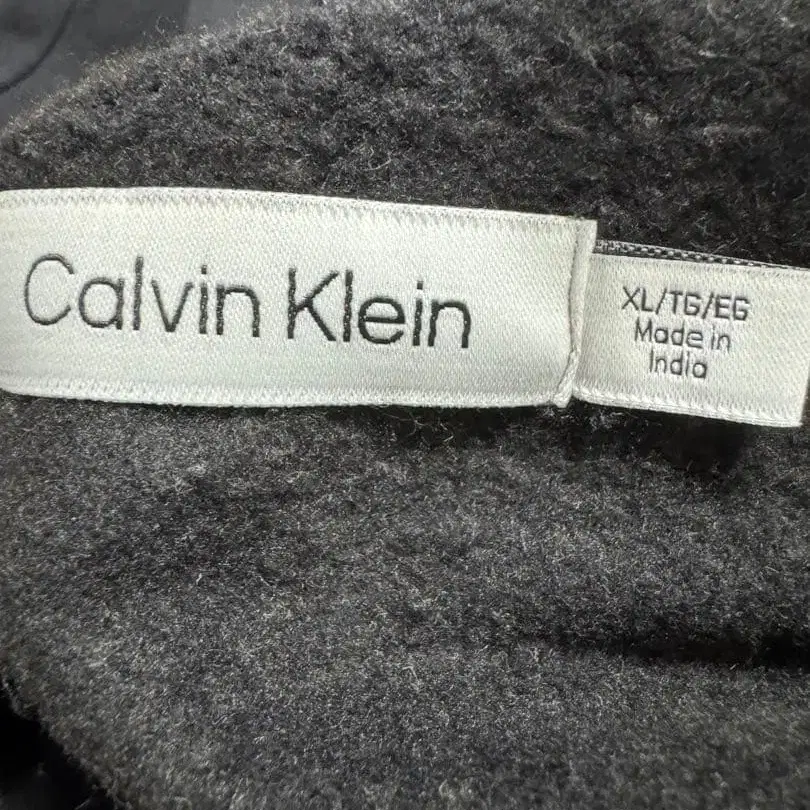 Calvin Klein
XL/TG/EG
Made in
India